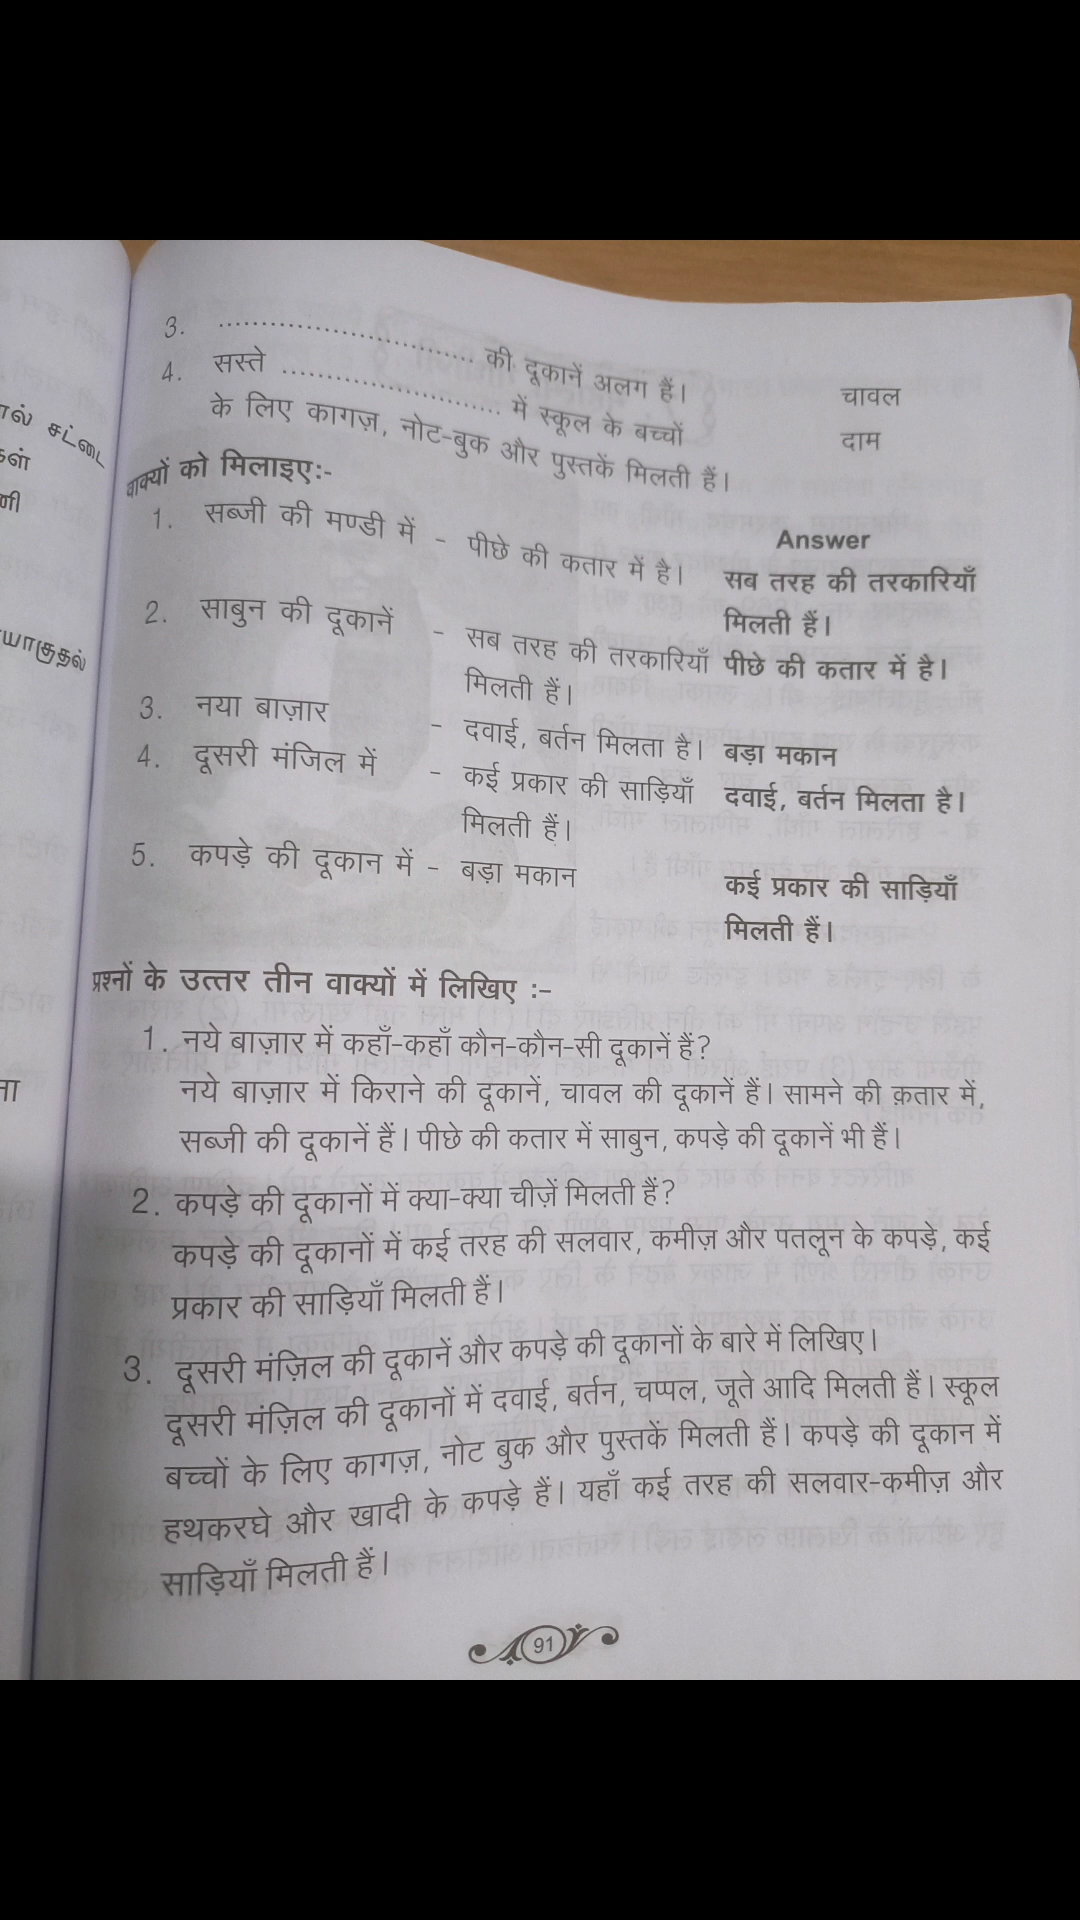 3. ................................ की दूकानें अलग हैं। चावल
4. सस्ते ........................... में स्कूल के बच्चों दाम
के लिए कागज़, नोट-बुक और पुस्तकें मिलती हैं।
वाक्यों को मिलाइए:-
Answer
1. सब्जी की मण्डी में - पीछे की कतार में है। सब तरह की तरकारियाँ
मिलती हैं।
2. साबुन की दूकानें - सब तरह की तरकारियाँ पीछे की कतार में है।
मिलती हैं।
3. नया बाज़ार - दवाई, बर्तन मिलता है। बड़ा मकान
4. दूसरी मंजिल में - कई प्रकार की साड़ियाँ दवाई, बर्तन मिलता है।
मिलती हैं।
5. कपड़े की दूकान में - बड़ा मकान कई प्रकार की साड़ियाँ
मिलती हैं।
प्रश्नों के उत्तर तीन वाक्यों में लिखिए :-
1. नये बाज़ार में कहाँ-कहाँ कौन-कौन-सी दूकानें हैं?
नये बाज़ार में किराने की दूकानें, चावल की दूकानें हैं। सामने की क़तार में,
सब्जी की दूकानें हैं। पीछे की कतार में साबुन, कपड़े की दूकानें भी हैं।
2. कपड़े की दूकानों में क्या-क्या चीज़ें मिलती हैं?
कपड़े की दूकानों में कई तरह की सलवार, कमीज़ और पतलून के कपड़े, कई
प्रकार की साड़ियाँ मिलती हैं।
3. दूसरी मंज़िल की दूकानें और कपड़े की दूकानों के बारे में लिखिए।
दूसरी मंज़िल की दूकानों में दवाई, बर्तन, चप्पल, जूते आदि मिलती हैं। स्कूल
बच्चों के लिए कागज़, नोट बुक और पुस्तकें मिलती हैं। कपड़े की दूकान में
हथकरघे और खादी के कपड़े हैं। यहाँ कई तरह की सलवार-कमीज़ और
साड़ियाँ मिलती हैं।
91